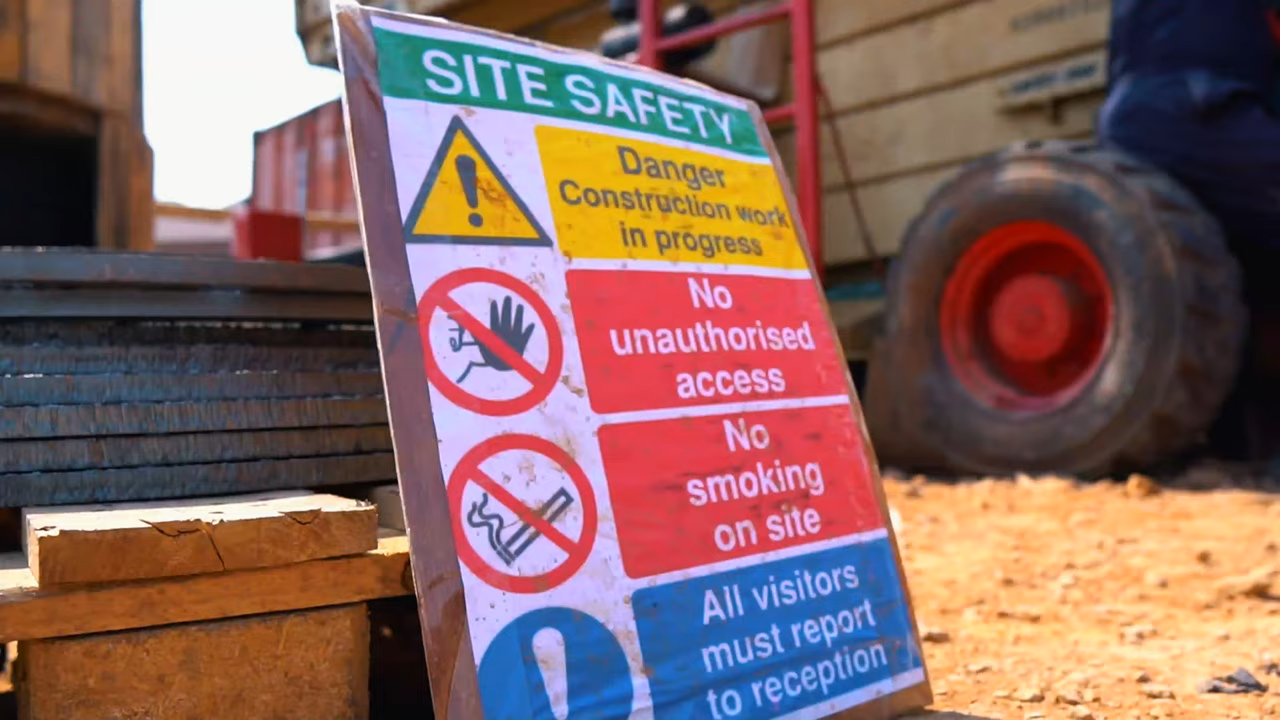 SITE SAFETY
Danger
Construction work
in progress
No
unauthorised
access
No
smoking
on site
All visitors
must report
to reception